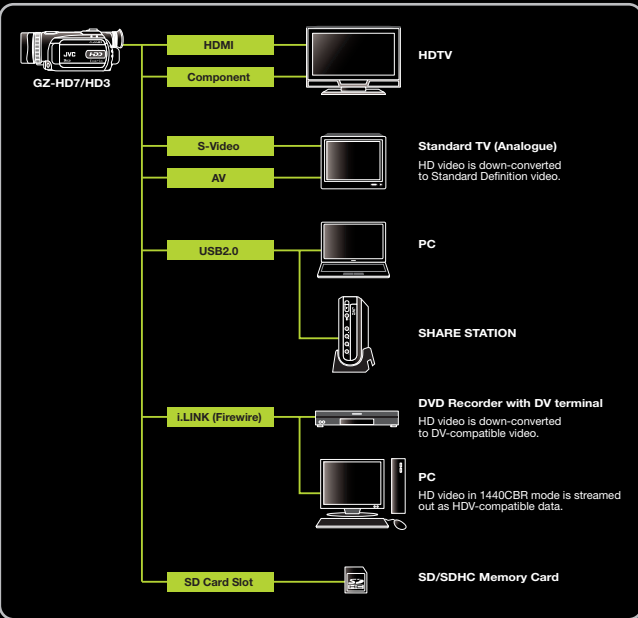 JVC
HDD
GZ-HD7/HD3
HDMI
Component
HDTV
S-Video
AV
Standard TV (Analogue)
HD video is down-converted
to Standard Definition video.
USB2.0
PC
SHARE STATION
i.LINK (Firewire)
DVD Recorder with DV terminal
HD video is down-converted
to DV-compatible video.
PC
HD video in 1440CBR mode is streamed
out as HDV-compatible data.
SD Card Slot
SD/SDHC Memory Card